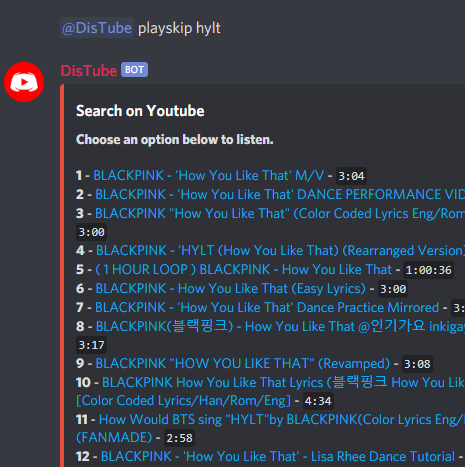 @DisTube playskip hylt
DisTube BOT
Search on Youtube
Choose an option below to listen.
1 - BLACKPINK - 'How You Like That' M/V - 3:04
2 - BLACKPINK - 'How You Like That' DANCE PERFORMANCE VID
3 - BLACKPINK "How You Like That" (Color Coded Lyrics Eng/Rom
3:00
4 - BLACKPINK - 'HYLT (How You Like That) (Rearranged Version)
5 - ( 1 HOUR LOOP ) BLACKPINK - How You Like That - 1:00:36
6 - BLACKPINK - How You Like That (Easy Lyrics) - 3:00
7 - BLACKPINK - 'How You Like That' Dance Practice Mirrored - 3:
8 - BLACKPINK(블랙핑크) - How You Like That @인기가요 inkiga
3:17
9 - BLACKPINK "HOW YOU LIKE THAT" (Revamped) - 3:08
10 - BLACKPINK How You Like That Lyrics (블랙핑크 How You Lik
[Color Coded Lyrics/Han/Rom/Eng] - 4:34
11 - How Would BTS sing "HYLT"by BLACKPINK(Color Lyrics Eng/
(FANMADE) - 2:58
12 - BLACKPINK - 'How You Like That' - Lisa Rhee Dance Tutorial -